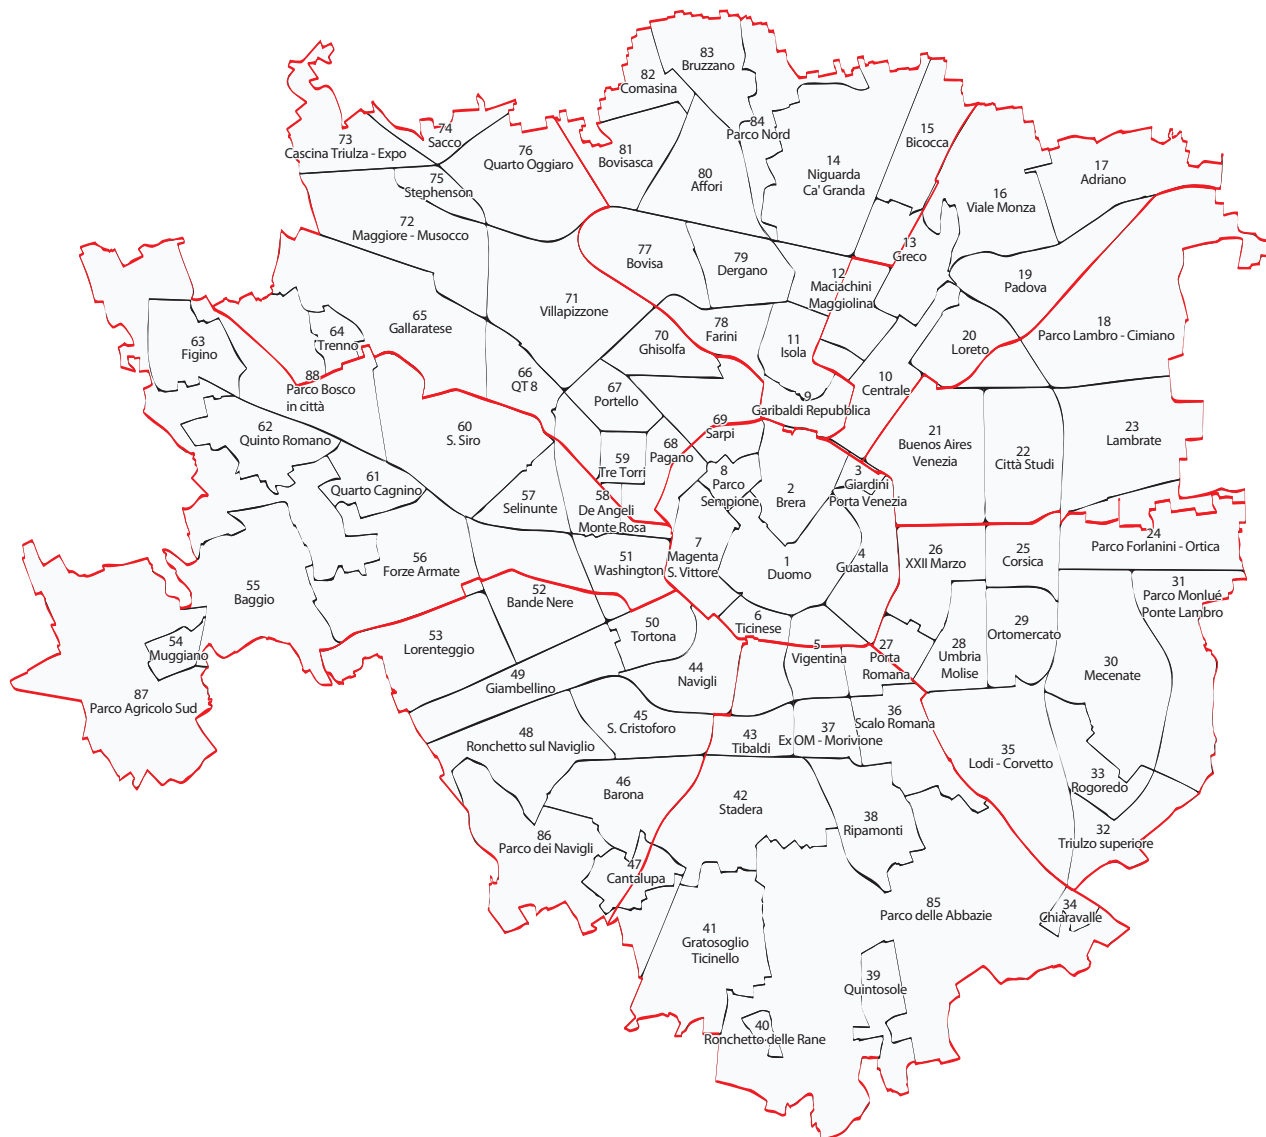 83
Bruzzano
82
Comasina
84
Parco Nord
15
Bicocca
74
Sacco
73
Cascina Triulza - Expo
76
Quarto Oggiaro
81
Bovisasca
80
Affori
14
Niguarda
Ca' Granda
17
Adriano
75
Stephenson
16
Viale Monza
72
Maggiore - Musocco
77
Bovisa
79
Dergano
13
Greco
12
Maciachini
Maggiolina
19
Padova
71
Villapizzone
65
Gallaratese
78
Farini
18
Parco Lambro - Cimiano
64
Trenno
63
Figino
70
Ghisolfa
11
Isola
20
Loreto
66
QT 8
88
Parco Bosco
in città
67
Portello
10
Centrale
9
Garibaldi Repubblica
69
Sarpi
62
Quinto Romano
60
S. Siro
68
Pagano
21
Buenos Aires
Venezia
23
Lambrate
22
Città Studi
59
Tre Torri
61
Quarto Cagnino
8
Parco
Sempione
3
Giardini
Porta Venezia
2
Brera
57
Selinunte
58
De Angeli
Monte Rosa
24
Parco Forlanini - Ortica
7
Magenta
S. Vittore
56
Forze Armate
51
Washington
1
Duomo
4
Guastalla
26
XXII Marzo
25
Corsica
31
Parco Monlué
Ponte Lambro
55
Baggio
52
Bande Nere
6
Ticinese
50
Tortona
29
Ortomercato
53
Lorenteggio
54
Muggiano
5
Vigentina
27
Porta
Romana
28
Umbria
Molise
30
Mecenate
49
Giambellino
44
Navigli
87
Parco Agricolo Sud
45
S. Cristoforo
36
Scalo Romana
48
Ronchetto sul Naviglio
43
Tibaldi
37
Ex OM - Morivione
35
Lodi - Corvetto
33
Rogoredo
46
Barona
42
Stadera
38
Ripamonti
86
Parco dei Navigli
32
Triulzo superiore
47
Cantalupa
85
Parco delle Abbazie
34
Chiaravalle
41
Gratosoglio
Ticinello
39
Quintosole
40
Ronchetto delle Rane